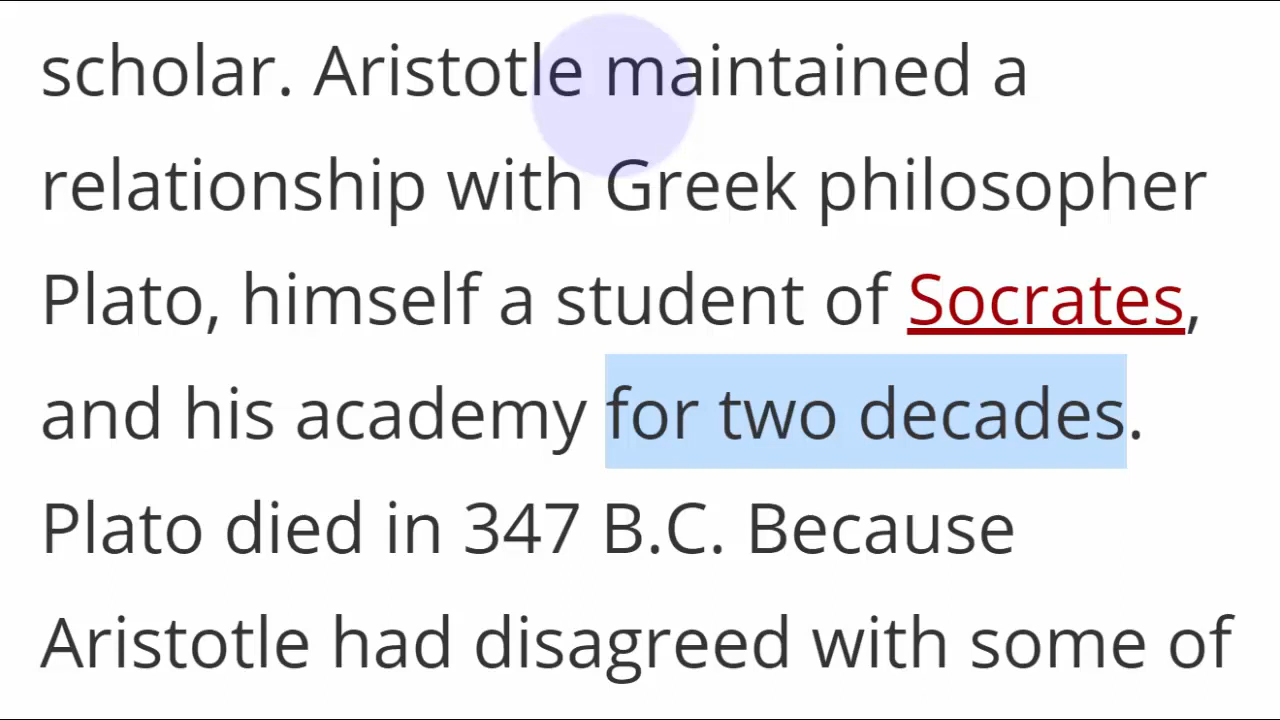 scholar. Aristotle maintained a
relationship with Greek philosopher
Plato, himself a student of Socrates,
and his academy for two decades.
Plato died in 347 B.C. Because
Aristotle had disagreed with some of